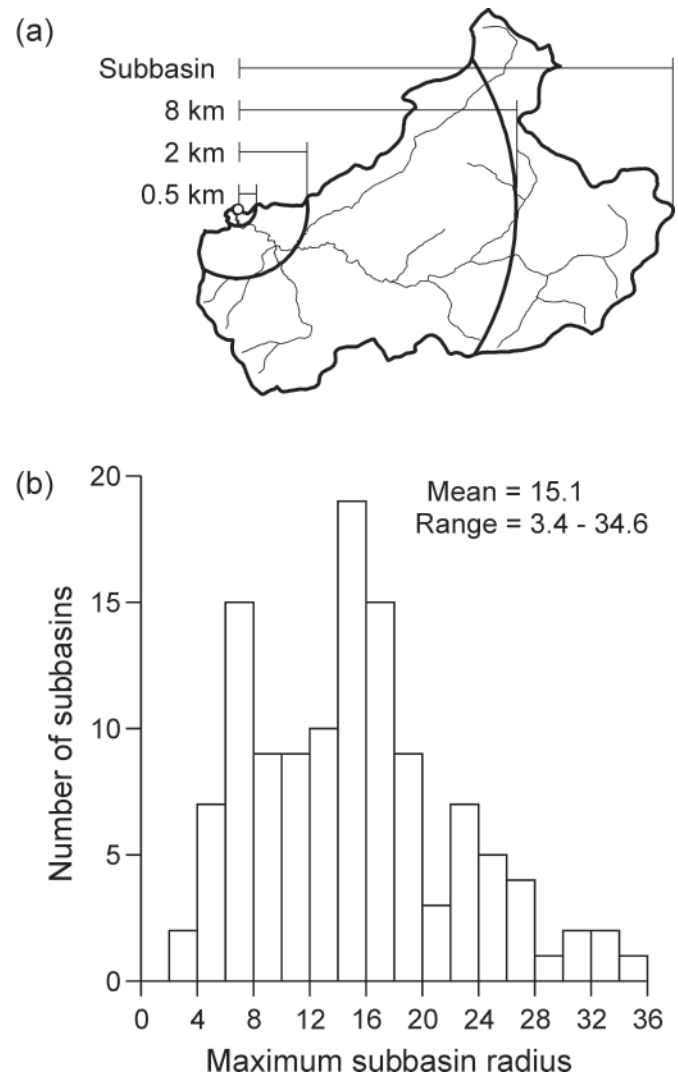 (a)
Subbasin
8 km
2 km
0.5 km
(b)
Mean = 15.1
Range = 3.4 - 34.6
20
15
10
5
0
Number of subbasins
0 4 8 12 16 20 24 28 32 36
Maximum subbasin radius